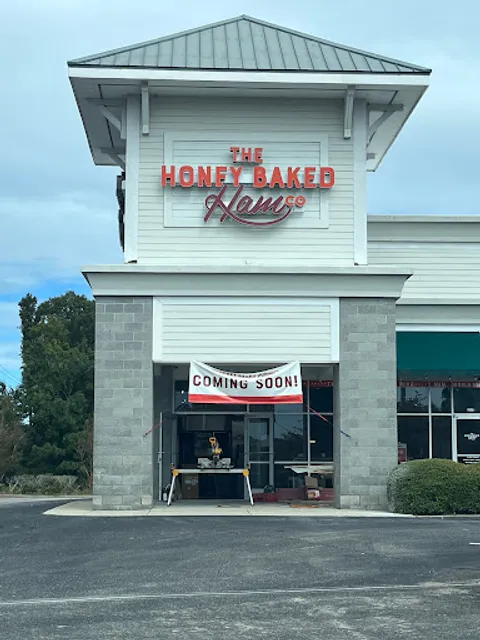 THE
HONEY BAKED
Ham CO
COMING SOON!